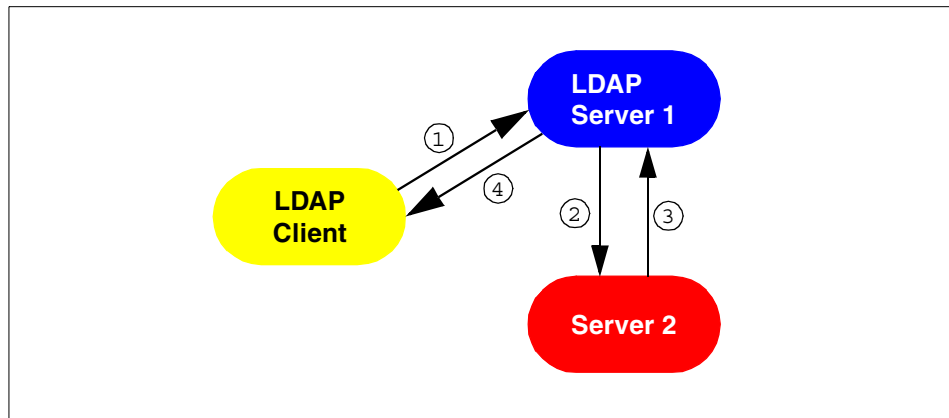 LDAP
Server 1
①
④
LDAP
Client
②
③
Server 2